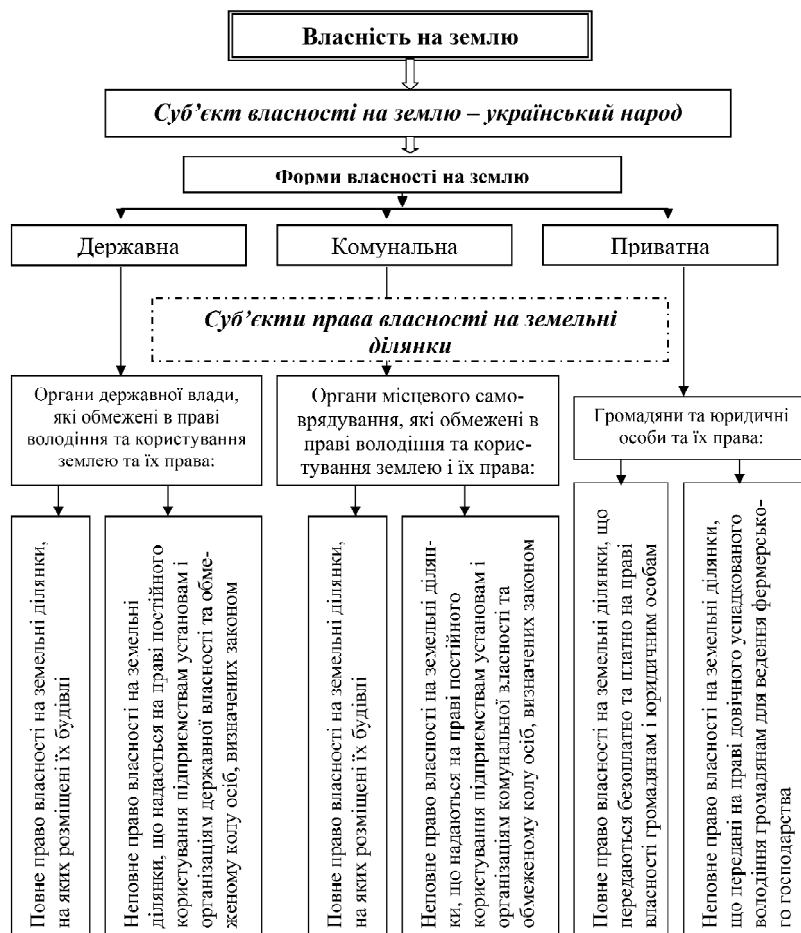 Власність на землю
Суб’єкт власності на землю – український народ
Форми власності на землю
Державна
Комунальна
Приватна
Суб’єкти права власності на земельні
ділянки
Органи державної влади,
які обмежені в праві
володіння та користування
землею та їх права:
Органи місцевого само-
врядування, які обмежені в
праві володіння та корис-
тування землею і їх права:
Громадяни та юридичні
особи та їх права:
Повне право власності на земельні ділянки,
на яких розміщені їх будівлі
Неповне право власності на земельні
ділянки, що надаються на праві постійного
користування підприємствам установам і
організаціям державної власності та обме-
женому колу осіб, визначених законом
Повне право власності на земельні ділянки,
на яких розміщені їх будівлі
Неповне право власності на земельні ділян-
ки, що надаються на праві постійного
користування підприємствам установам і
організаціям комунальної власності та
обмеженому колу осіб, визначених законом
Повне право власності на земельні ділянки, що
передаються безоплатно та платно на праві
власності громадянам і юридичним особам
Неповне право власності на земельні ділянки,
що передані на праві довічного успадкованого
володіння громадянам для ведення фермерсько-
го господарства